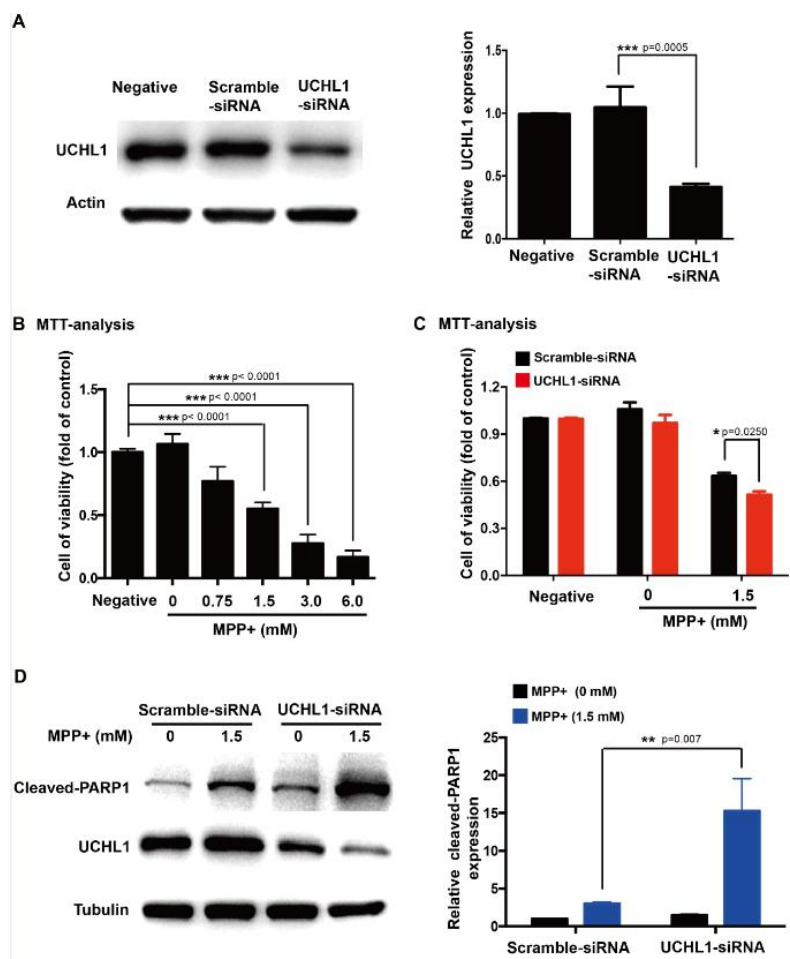 A
Negative Scramble UCHL1
-siRNA -siRNA
UCHL1
Actin
Relative UCHL1 expression
1.5
1.0
0.5
0.0
*** p=0.0005
Negative Scramble UCHL1
-siRNA -siRNA
B MTT-analysis
Cell of viability (fold of control)
1.5
1.0
0.5
0.0
*** p< 0.0001
*** p< 0.0001
*** p< 0.0001
Negative 0 0.75 1.5 3.0 6.0
MPP+ (mM)
C MTT-analysis
Scramble-siRNA
UCHL1-siRNA
Cell of viability (fold of control)
1.2
0.9
0.6
0.3
0.0
* p=0.0250
Negative 0 1.5
MPP+ (mM)
D
Scramble-siRNA UCHL1-siRNA
MPP+ (mM) 0 1.5 0 1.5
Cleaved-PARP1
UCHL1
Tubulin
MPP+ (0 mM)
MPP+ (1.5 mM)
Relative cleaved-PARP1
expression
25
20
15
10
5
0
** p=0.007
Scramble-siRNA UCHL1-siRNA